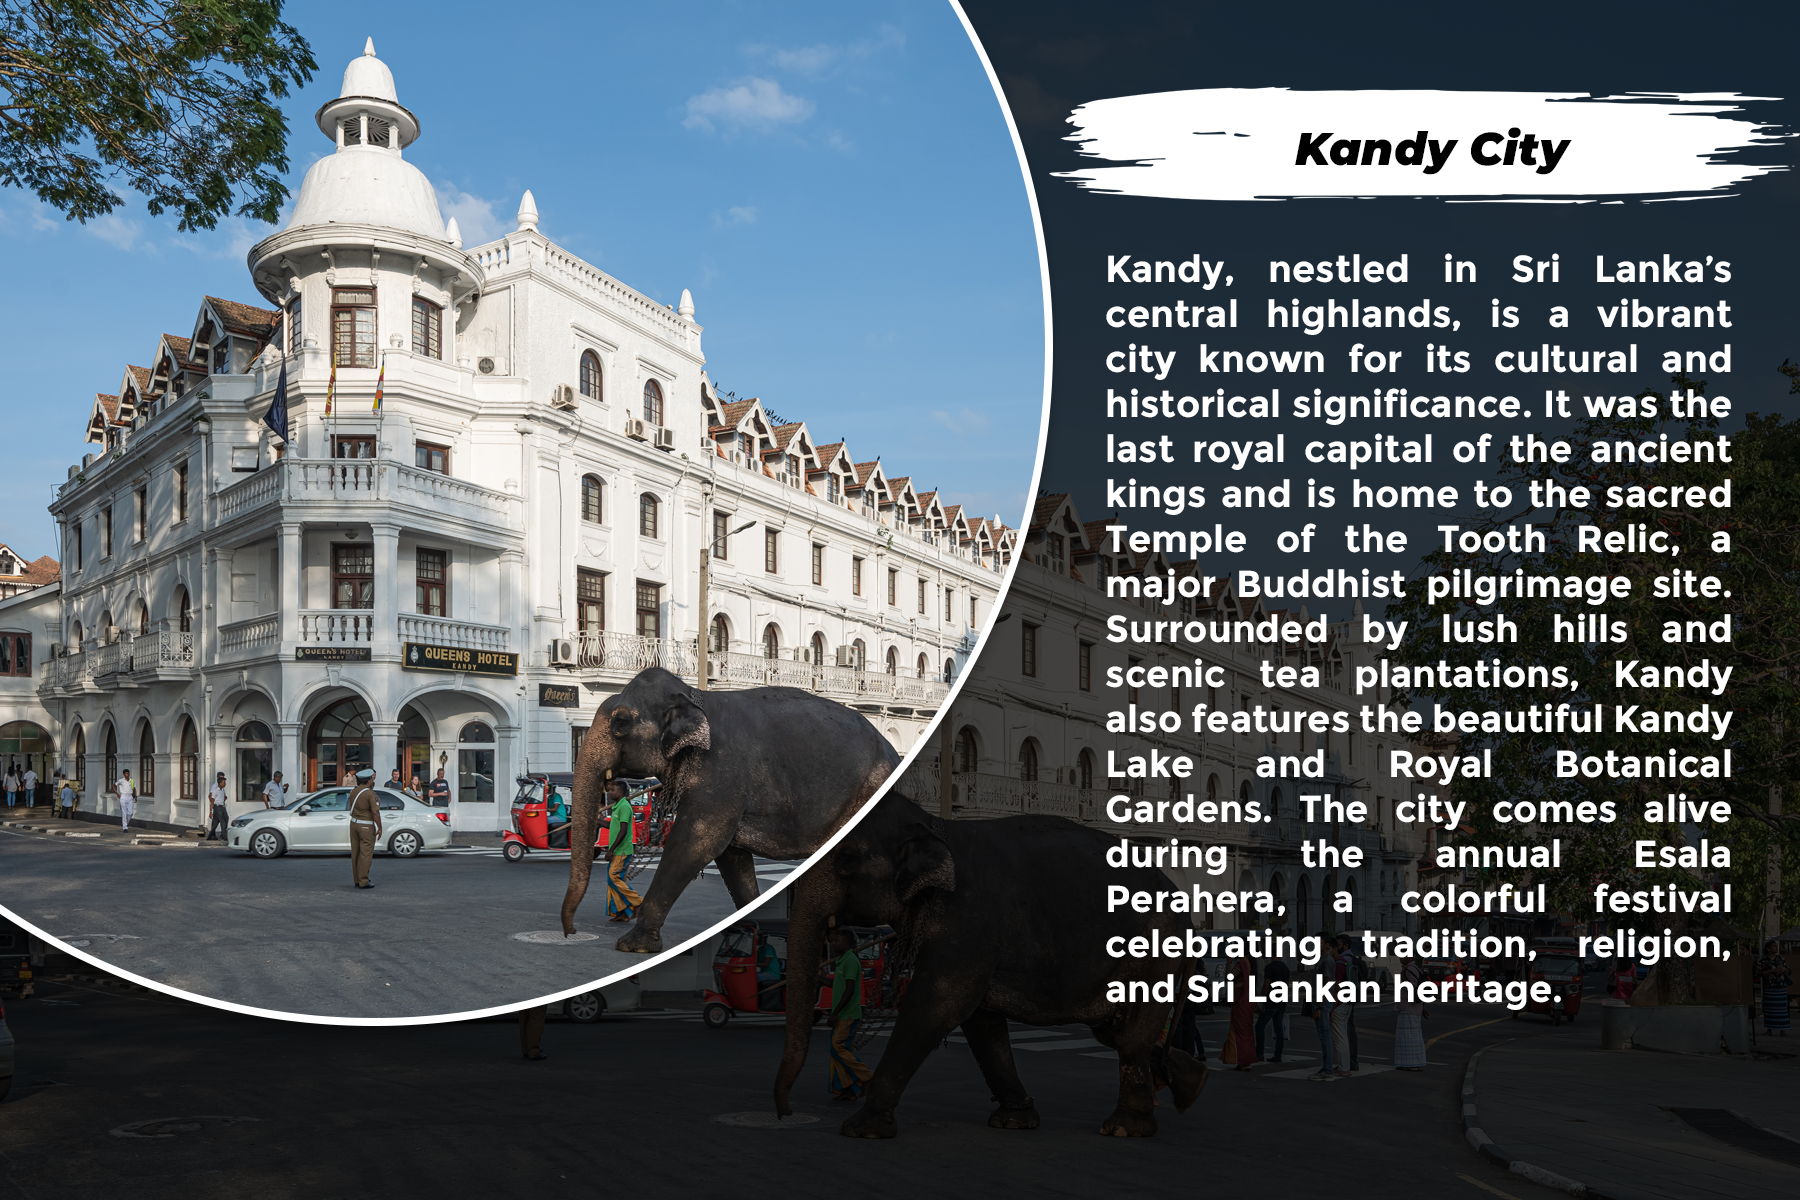 Kandy City
Kandy, nestled in Sri Lanka’s
central highlands, is a vibrant
city known for its cultural and
historical significance. It was the
last royal capital of the ancient
kings and is home to the sacred
Temple of the Tooth Relic, a
major Buddhist pilgrimage site.
Surrounded by lush hills and
scenic tea plantations, Kandy
also features the beautiful Kandy
Lake and Royal Botanical
Gardens. The city comes alive
during the annual Esala
Perahera, a colorful festival
celebrating tradition, religion,
and Sri Lankan heritage.
QUEENS HOTEL
KANDY
QUEENS HOTEL
KANDY
Queen's